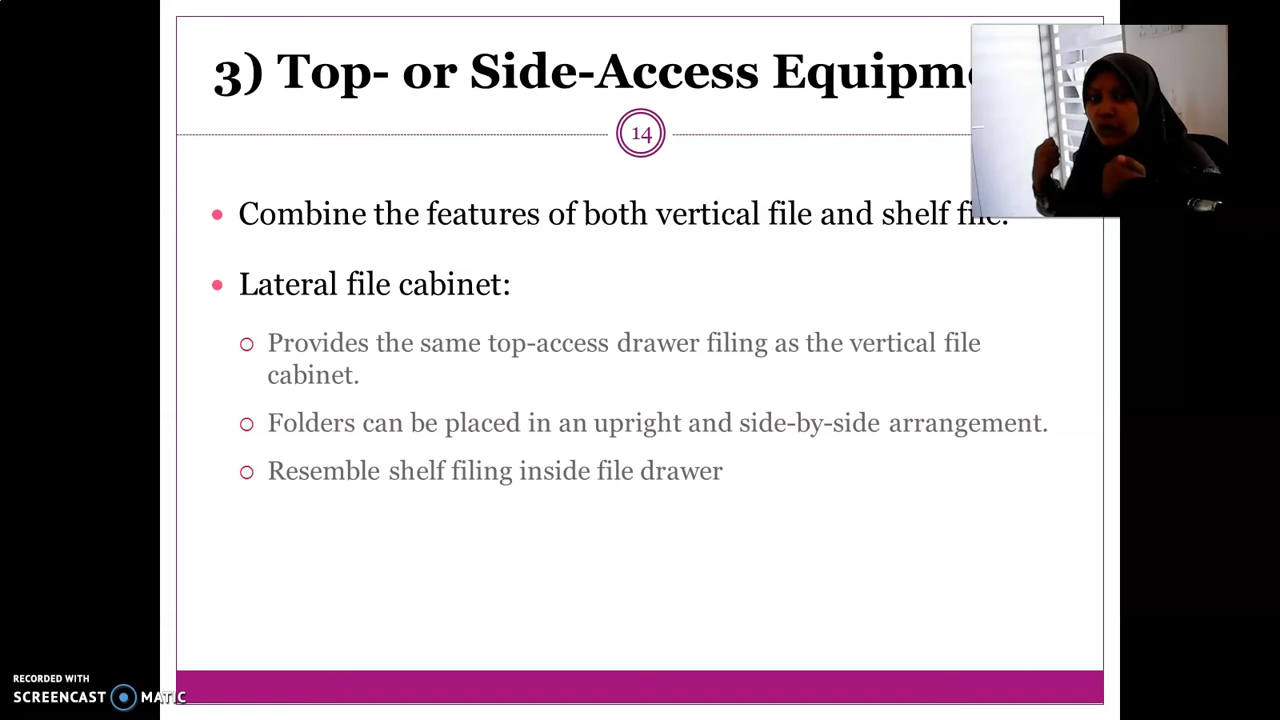 3) Top- or Side-Access Equipm
14
Combine the features of both vertical file and shelf file.
Lateral file cabinet:
Provides the same top-access drawer filing as the vertical file
cabinet.
Folders can be placed in an upright and side-by-side arrangement.
Resemble shelf filing inside file drawer
RECORDED WITH
SCREENCAST MATIC